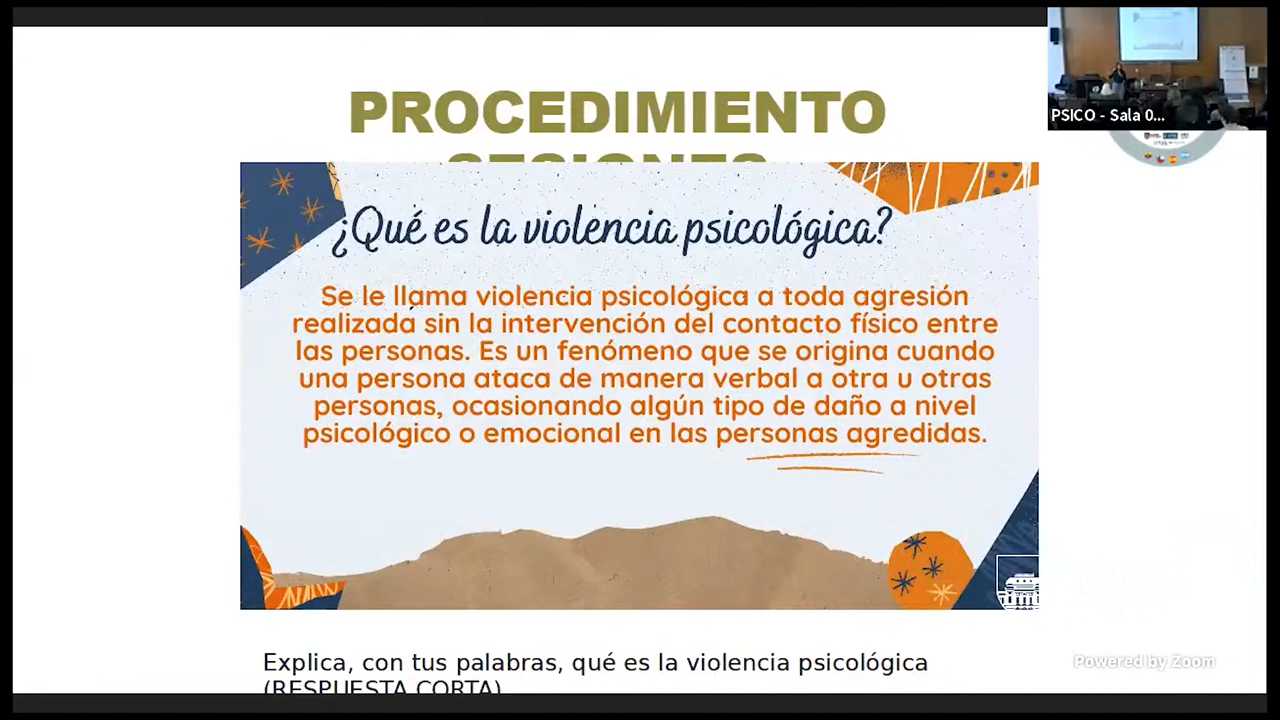 PROCEDIMIENTO
SESIONES
PSICO - Sala 0...
¿Qué es la violencia psicológica?
Se le llama violencia psicológica a toda agresión
realizada sin la intervención del contacto físico entre
las personas. Es un fenómeno que se origina cuando
una persona ataca de manera verbal a otra u otras
personas, ocasionando algún tipo de daño a nivel
psicológico o emocional en las personas agredidas.
Explica, con tus palabras, qué es la violencia psicológica
(RESPUESTA CORTA)
Powered by Zoom